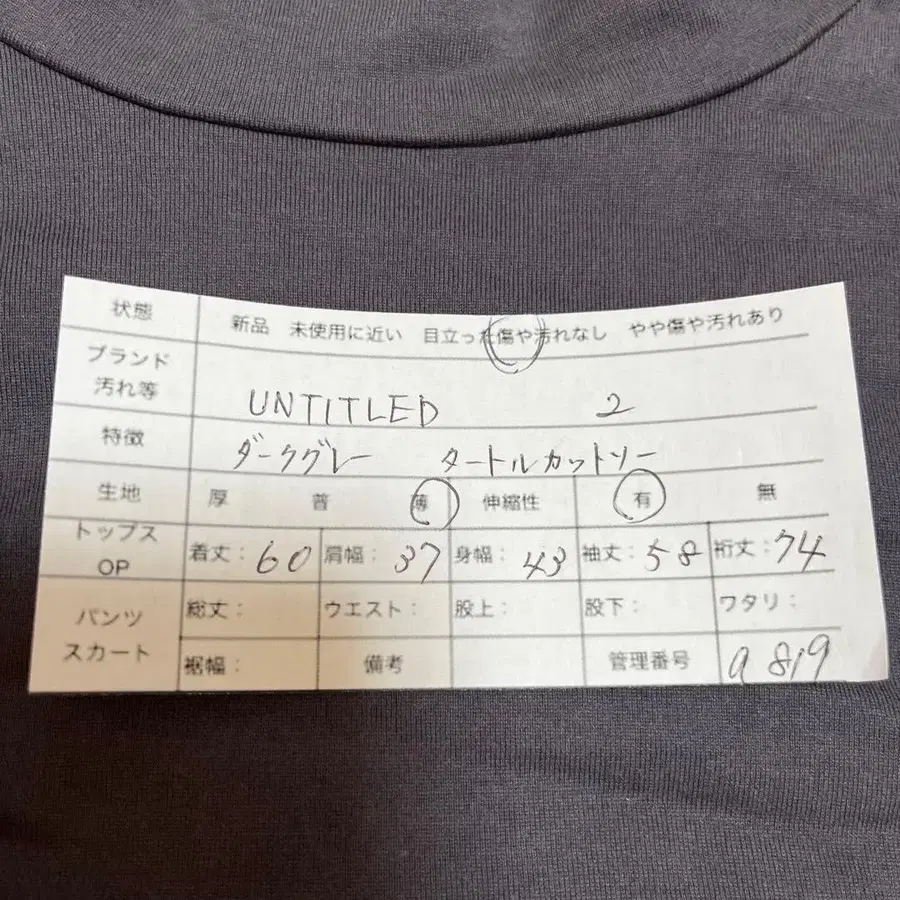 状態 新品 未使用に近い 目立った傷や汚れなし やや傷や汚れあり
ブランド
汚れ等 UNTITLED 2
特徴 ダークグレー タートルカットソー
生地 厚 普 薄 伸縮性 有 無
トップス
OP 着丈：60 肩幅：37 身幅：43 袖丈：58 裄丈：74
パンツ
スカート 総丈： ウエスト： 股上： 股下： ワタリ：
裾幅： 備考 管理番号 a 819